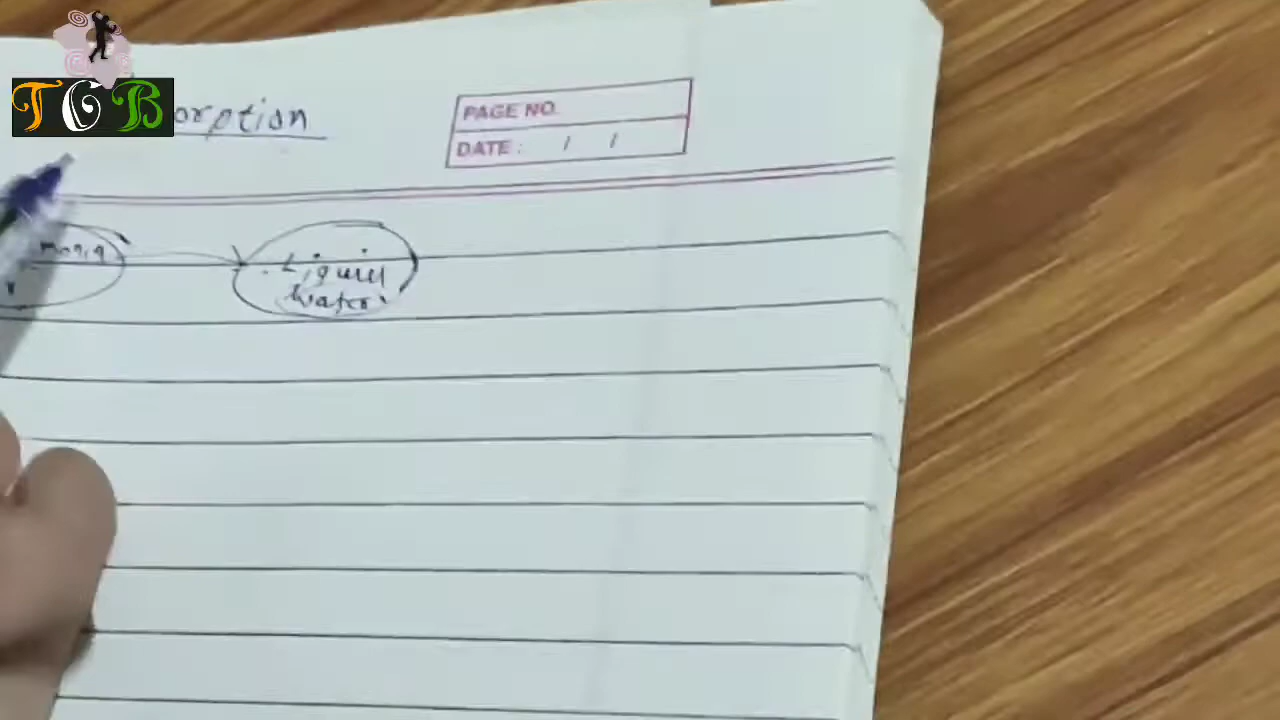 TGB
orption
PAGE NO.
DATE : / /
Liquid
Water